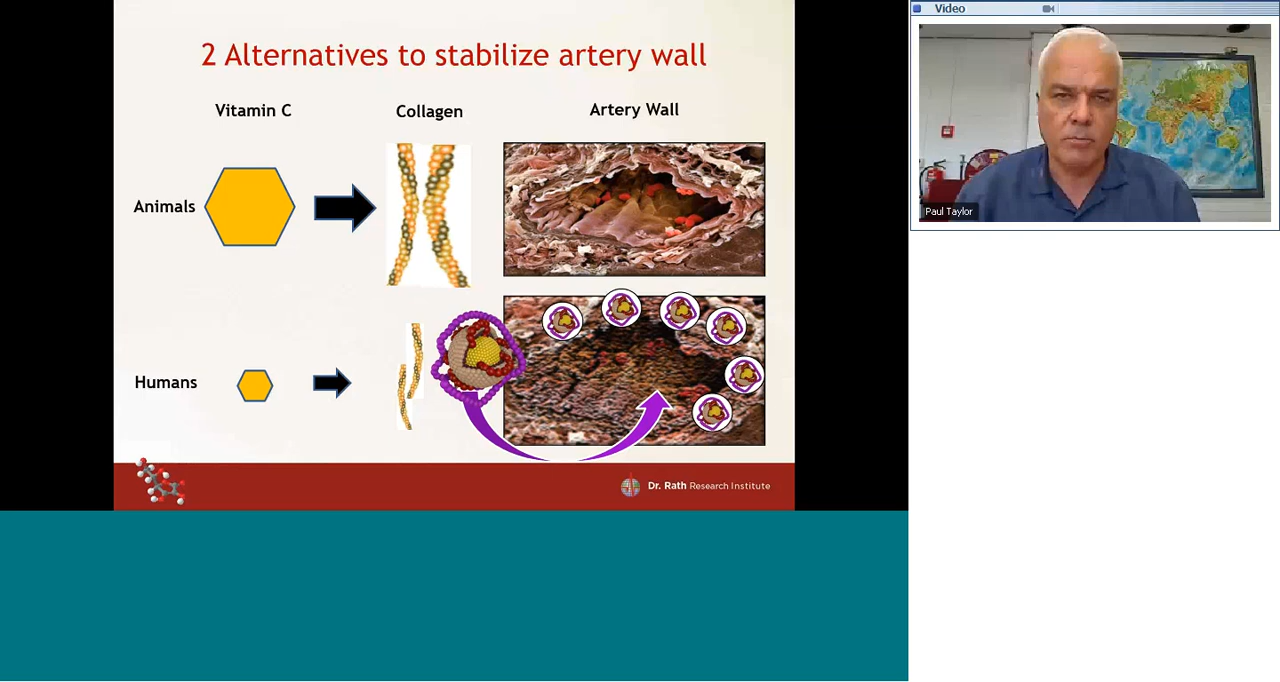 2 Alternatives to stabilize artery wall
Vitamin C
Collagen
Artery Wall
Animals
Humans
Dr. Rath Research Institute
Video
Paul Taylor